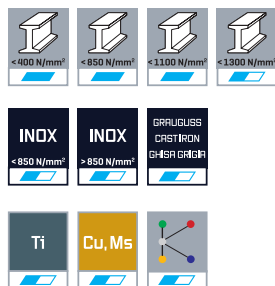 <400 N/mm² <850 N/mm² <1100 N/mm² <1300 N/mm²
INOX INOX GRAUGUSS
CAST IRON
GHISA GRIGIA
<850 N/mm² >850 N/mm²
Ti Cu, Ms